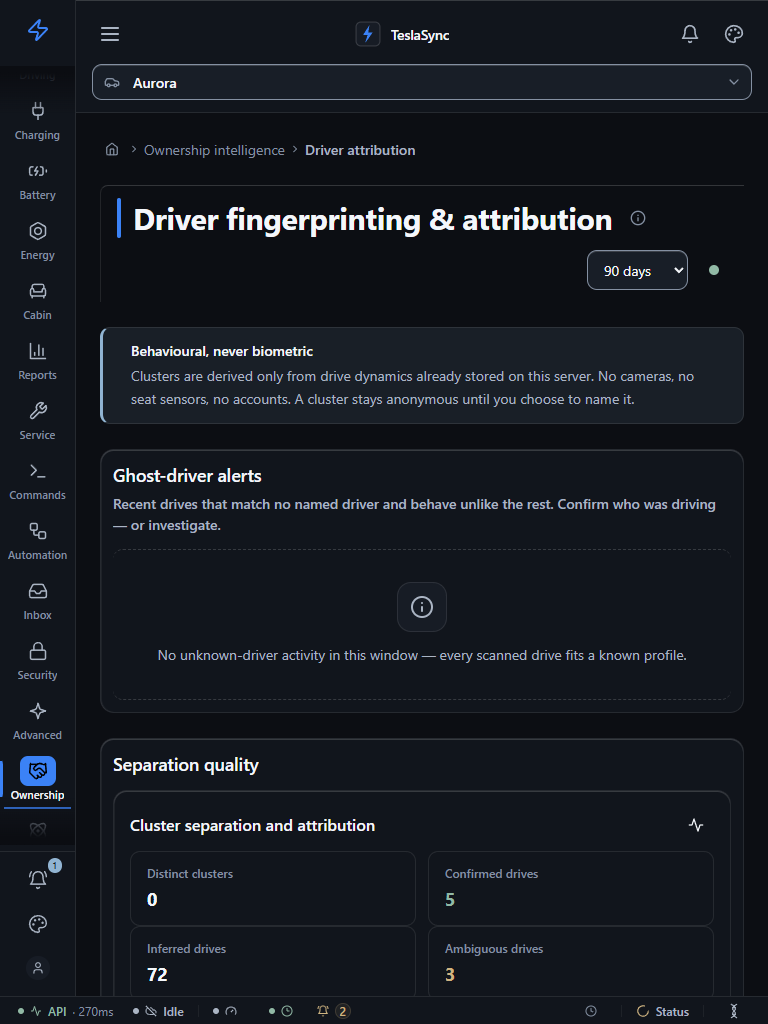 TeslaSync
Aurora
Driving
Charging
Battery
Energy
Cabin
Reports
Service
Commands
Automation
Inbox
Security
Advanced
Ownership
1
Ownership intelligence > Driver attribution
Driver fingerprinting & attribution
90 days
Behavioural, never biometric
Clusters are derived only from drive dynamics already stored on this server. No cameras, no
seat sensors, no accounts. A cluster stays anonymous until you choose to name it.
Ghost-driver alerts
Recent drives that match no named driver and behave unlike the rest. Confirm who was driving
— or investigate.
No unknown-driver activity in this window — every scanned drive fits a known profile.
Separation quality
Cluster separation and attribution
Distinct clusters
0
Confirmed drives
5
Inferred drives
72
Ambiguous drives
3
API · 270ms
Idle
2
Status